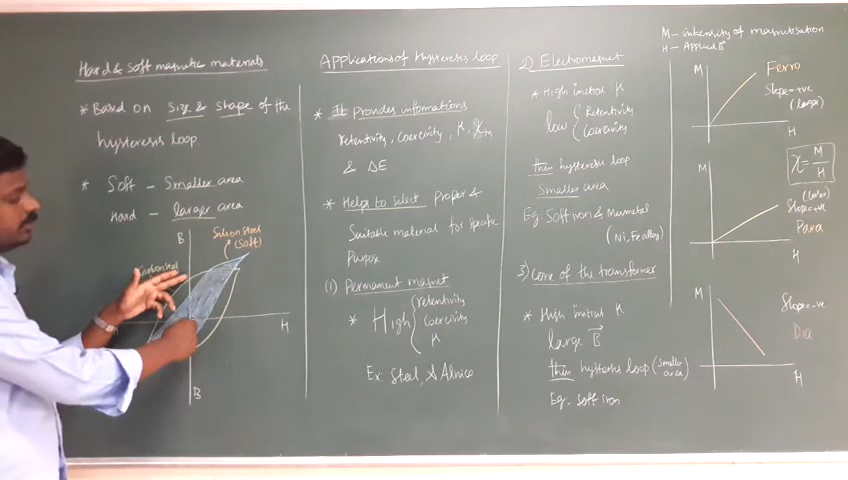 Hard & soft magnetic materials
* Based on size & shape of the
hysteresis loop.
* Soft - Smaller area
Hard - larger area
B
Silicon steel
(Soft)
Carbon steel
H
B
Applications of Hysteresis loop
* It provides informations
retentivity, coercivity, μ, χm
& ΔE
* Helps to select proper &
Suitable material for specific
Purpose
(1) Permanent magnet
* High { retentivity
Coercivity
μ
Ex: Steel, & Alnico
2) Electromagnet
* High initial μ
low { Retentivity
Coercivity
thin hysteresis loop
Smaller area
Eg: Soft iron & Mumetal
(Ni, Fe alloy)
3) Core of the transformer
* High initial μ
large B⃗
thin hysteresis loop (smaller
area)
Eg. soft iron
M - intensity of magnetisation
H - Applied B
M
Ferro
Slope=+ve
(large)
H
χ = M/H
M
Slope=+ve
Para
H
M
Slope=-ve
Dia
H